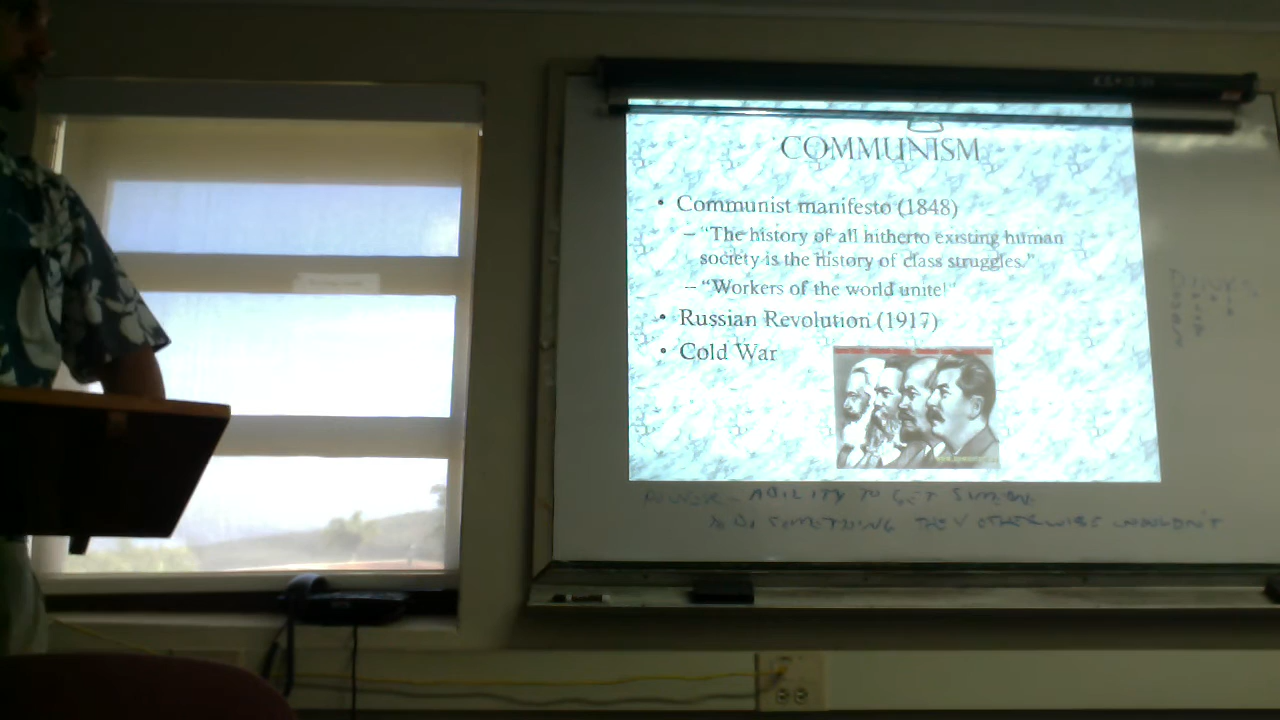 COMMUNISM
• Communist manifesto (1848)
– "The history of all hitherto existing human
society is the history of class struggles."
– "Workers of the world unite!"
• Russian Revolution (1917)
• Cold War
POWER – ABILITY TO GET SOMEONE
TO DO SOMETHING THEY OTHERWISE WOULDN'T